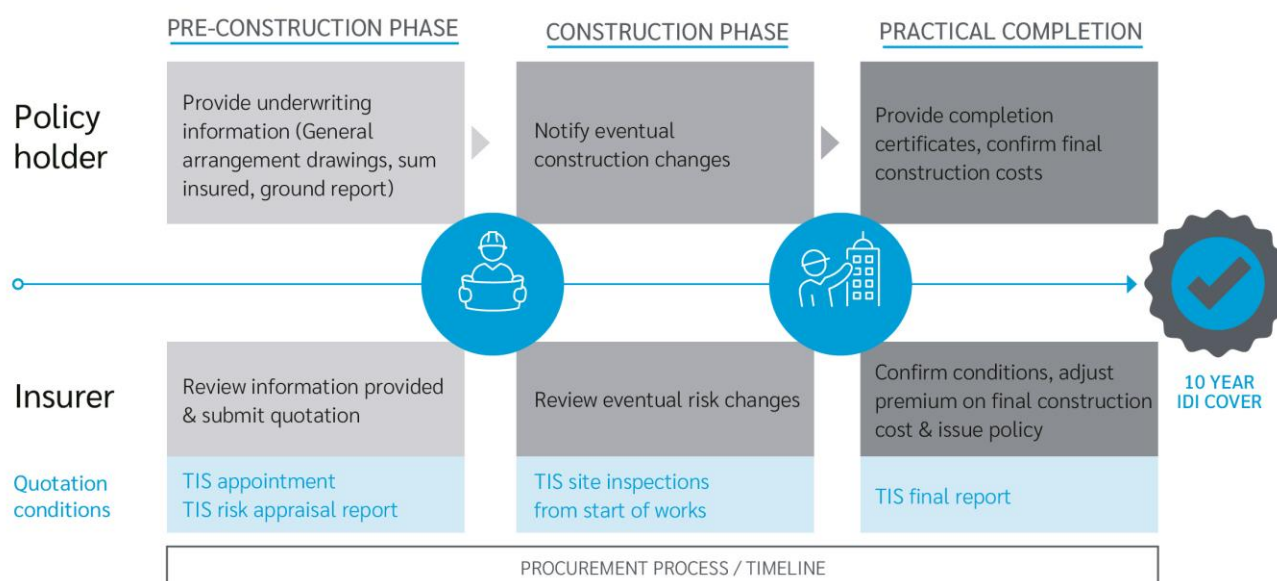 PRE-CONSTRUCTION PHASE
CONSTRUCTION PHASE
PRACTICAL COMPLETION
Policy
holder
Provide underwriting
information (General
arrangement drawings, sum
insured, ground report)
Notify eventual
construction changes
Provide completion
certificates, confirm final
construction costs
Insurer
Review information provided
& submit quotation
Review eventual risk changes
Confirm conditions, adjust
premium on final construction
cost & issue policy
10 YEAR
IDI COVER
Quotation
conditions
TIS appointment
TIS risk appraisal report
TIS site inspections
from start of works
TIS final report
PROCUREMENT PROCESS / TIMELINE